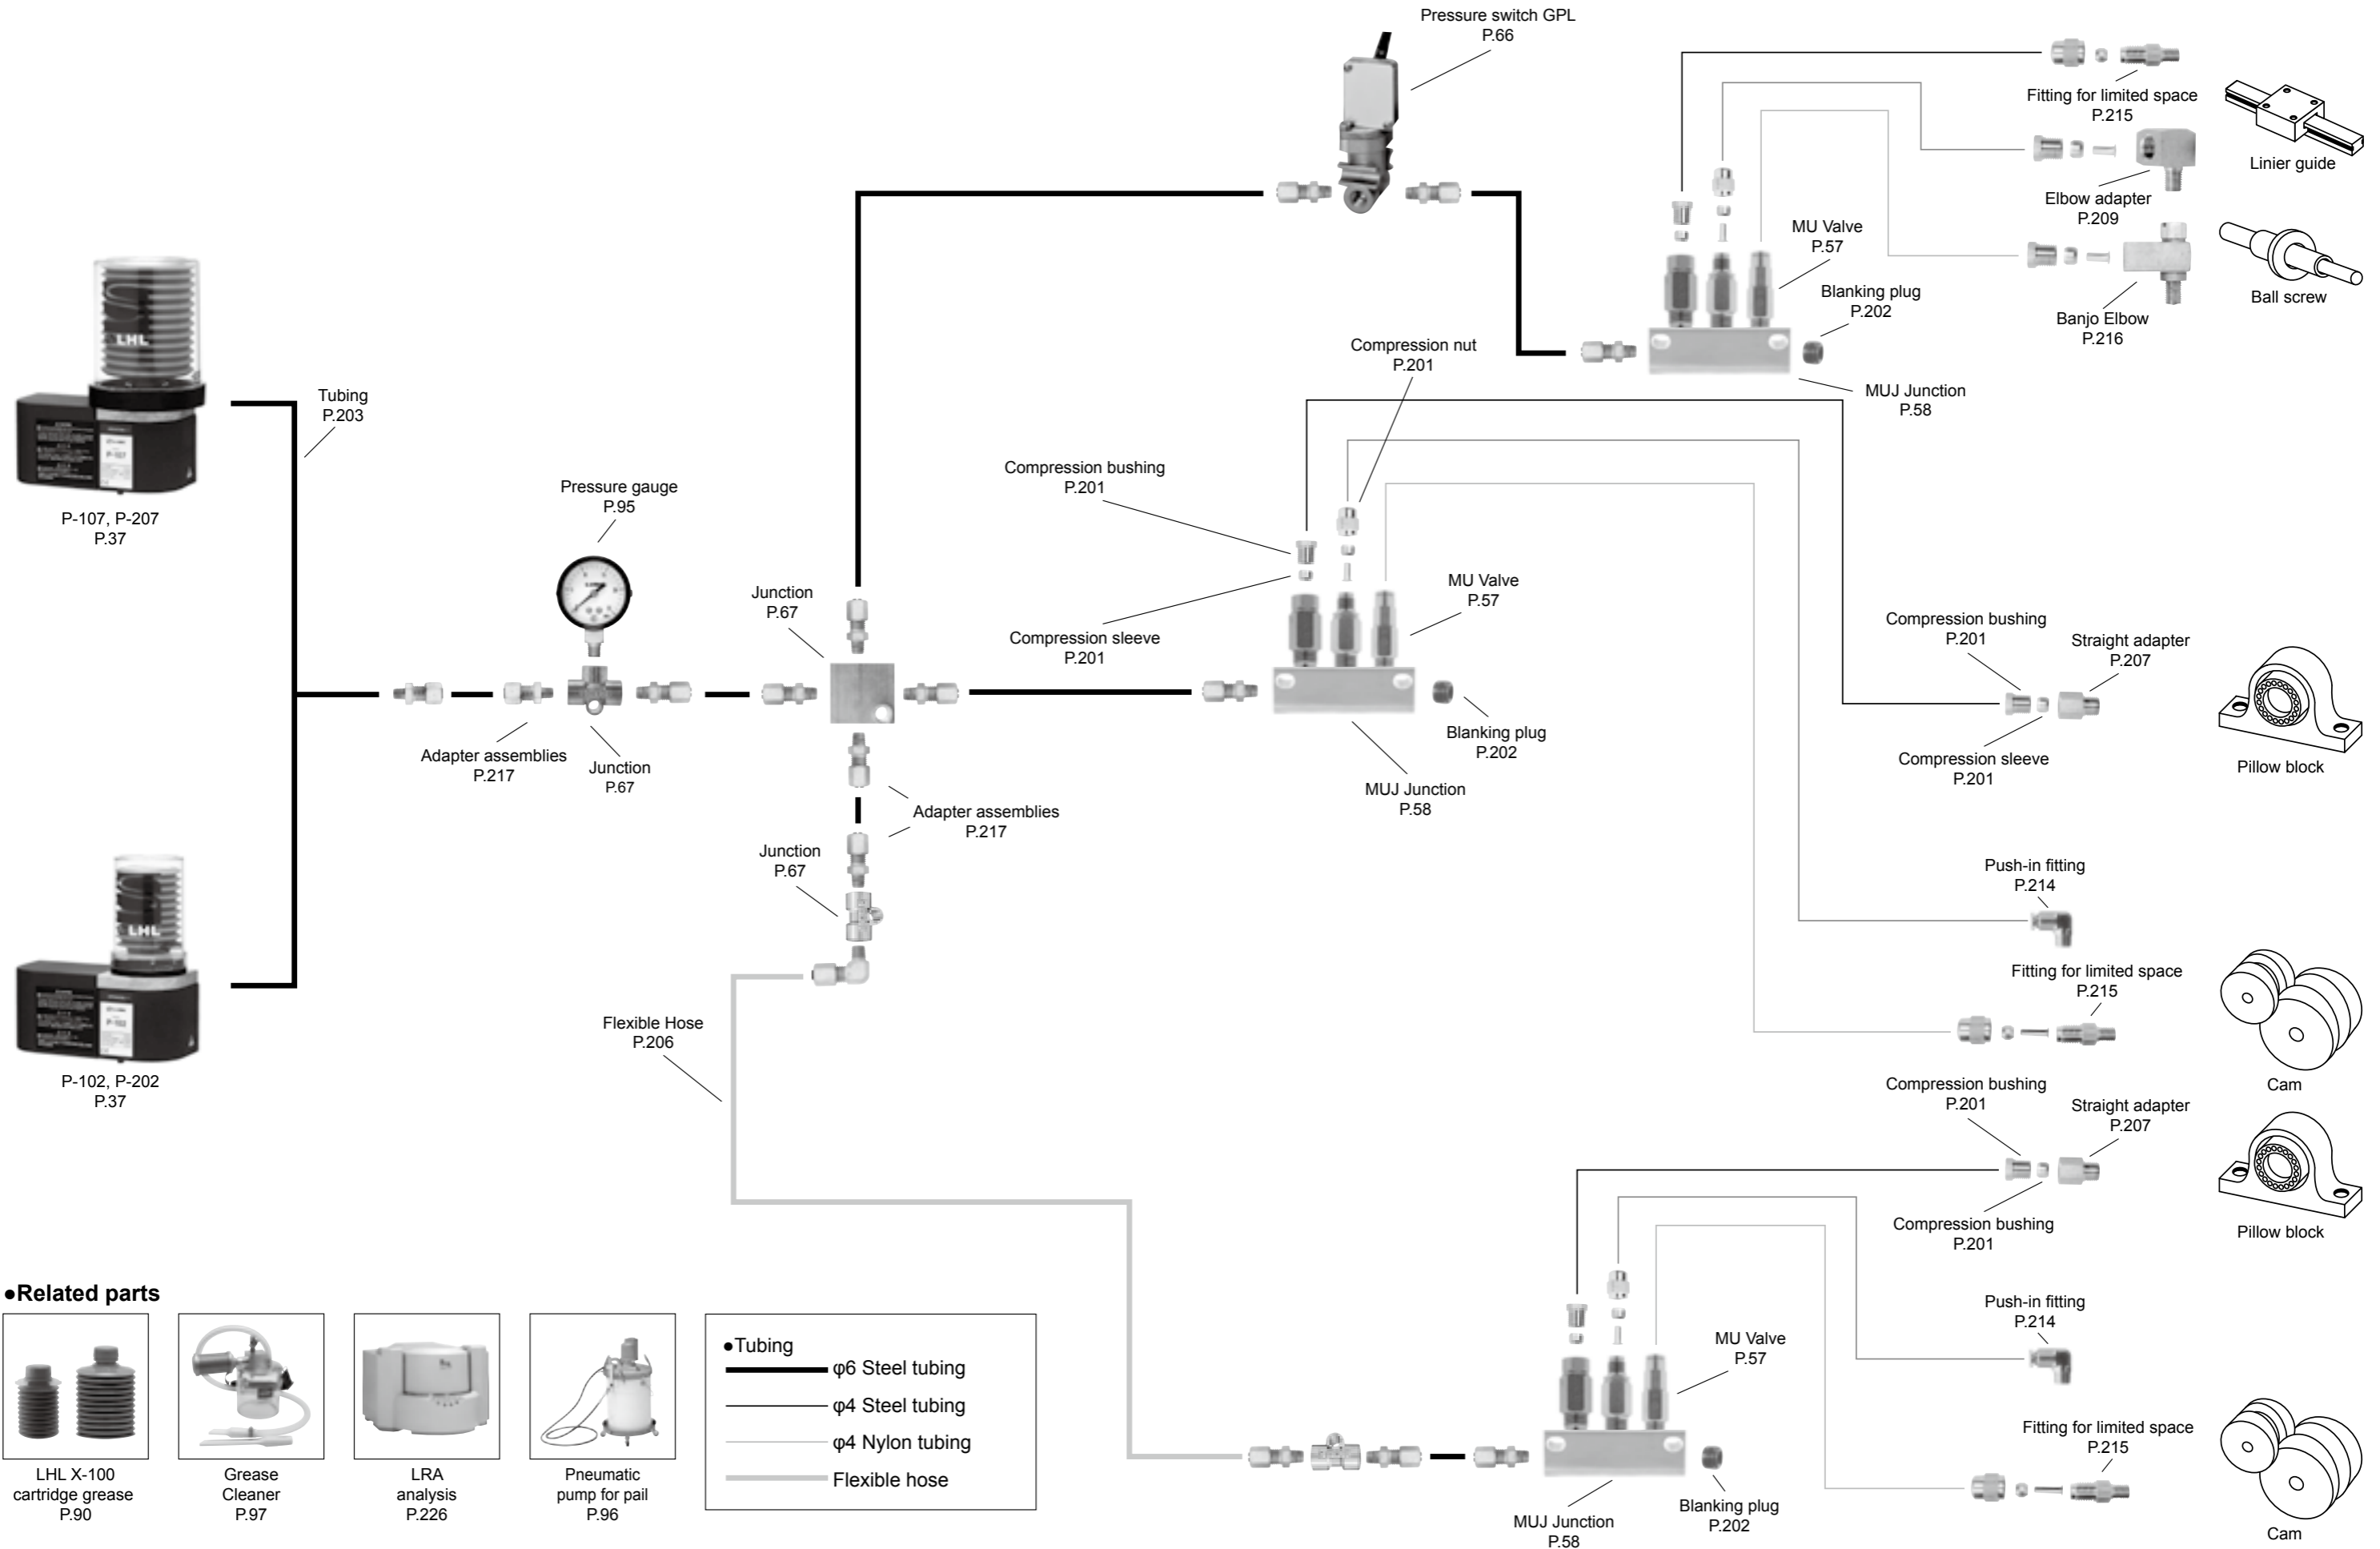 Pressure switch GPL
P.66
Fitting for limited space
P.215
Linier guide
Elbow adapter
P.209
MU Valve
P.57
Blanking plug
P.202
Ball screw
Banjo Elbow
P.216
Compression nut
P.201
MUJ Junction
P.58
LHL
P-107
Tubing
P.203
P-107, P-207
P.37
Pressure gauge
P.95
Compression bushing
P.201
Junction
P.67
Compression sleeve
P.201
MU Valve
P.57
Compression bushing
P.201
Straight adapter
P.207
Adapter assemblies
P.217
Junction
P.67
Blanking plug
P.202
MUJ Junction
P.58
Compression sleeve
P.201
Pillow block
Adapter assemblies
P.217
Junction
P.67
Push-in fitting
P.214
LHL
P-102
P-102, P-202
P.37
Flexible Hose
P.206
Fitting for limited space
P.215
Cam
Compression bushing
P.201
Straight adapter
P.207
Compression bushing
P.201
Pillow block
Push-in fitting
P.214
MU Valve
P.57
Fitting for limited space
P.215
Cam
MUJ Junction
P.58
Blanking plug
P.202
●Related parts
LHL X-100
cartridge grease
P.90
Grease
Cleaner
P.97
LRA
analysis
P.226
Pneumatic
pump for pail
P.96
●Tubing
φ6 Steel tubing
φ4 Steel tubing
φ4 Nylon tubing
Flexible hose